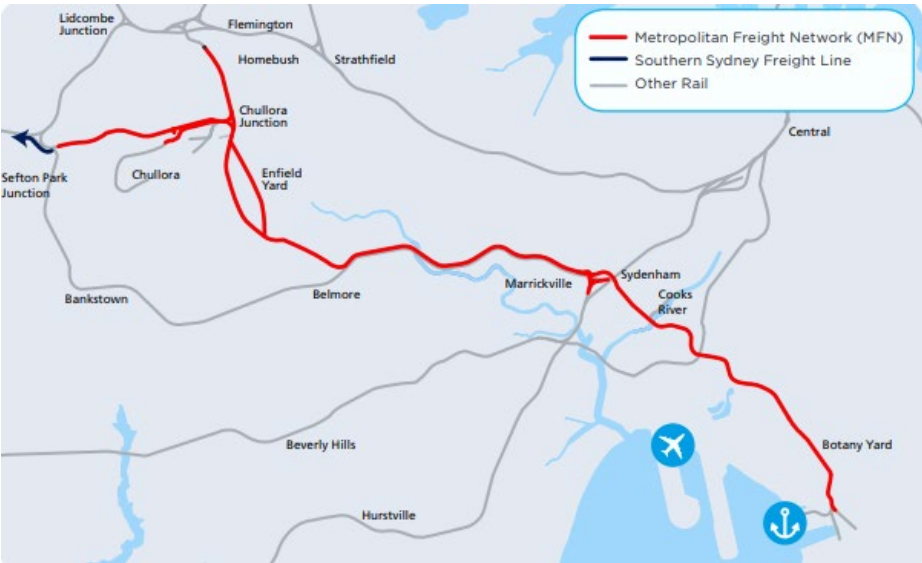 Lidcombe
Junction
Flemington
Homebush
Strathfield
Metropolitan Freight Network (MFN)
Southern Sydney Freight Line
Other Rail
Chullora
Junction
Central
Sefton Park
Junction
Chullora
Enfield
Yard
Bankstown
Belmore
Marrickville
Sydenham
Cooks
River
Beverly Hills
Botany Yard
Hurstville